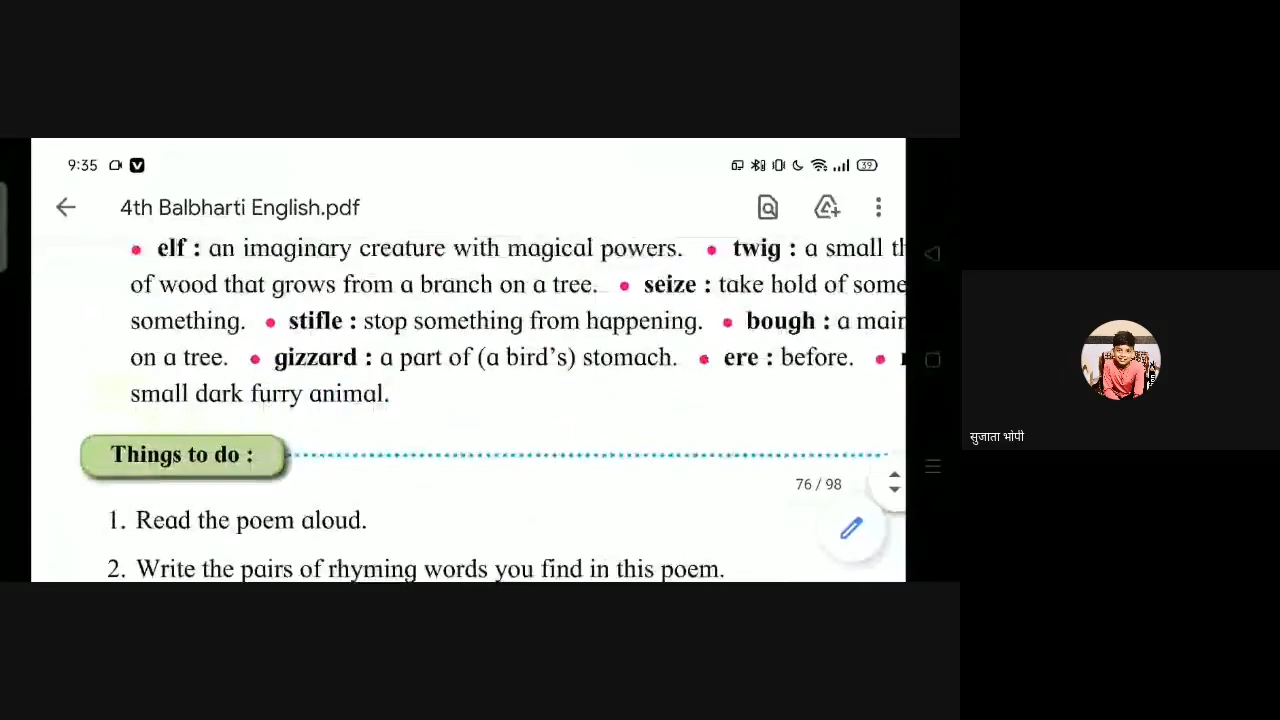 9:35
39
4th Balbharti English.pdf
• elf : an imaginary creature with magical powers. • twig : a small
of wood that grows from a branch on a tree. • seize : take hold of
something. • stifle : stop something from happening. • bough : a
on a tree. • gizzard : a part of (a bird's) stomach. • ere : before. •
small dark furry animal.
Things to do :
76 / 98
1. Read the poem aloud.
2. Write the pairs of rhyming words you find in this poem.
सुजाता भोपी